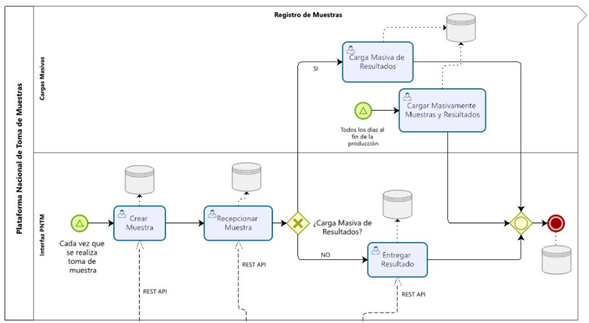 Registro de Muestras
Plataforma Nacional de Toma de Muestras
Cargas Masivas
SI
Carga Masiva de
Resultados
Cargar Masivamente
Muestras y Resultados
Todos los días al
fin de la
producción
Interfaz PNTM
Crear
Muestra
Recepcionar
Muestra
¿Carga Masiva de
Resultados?
Cada vez que
se realiza
toma de
muestra
NO
Entregar
Resultado
REST API
REST API
REST API